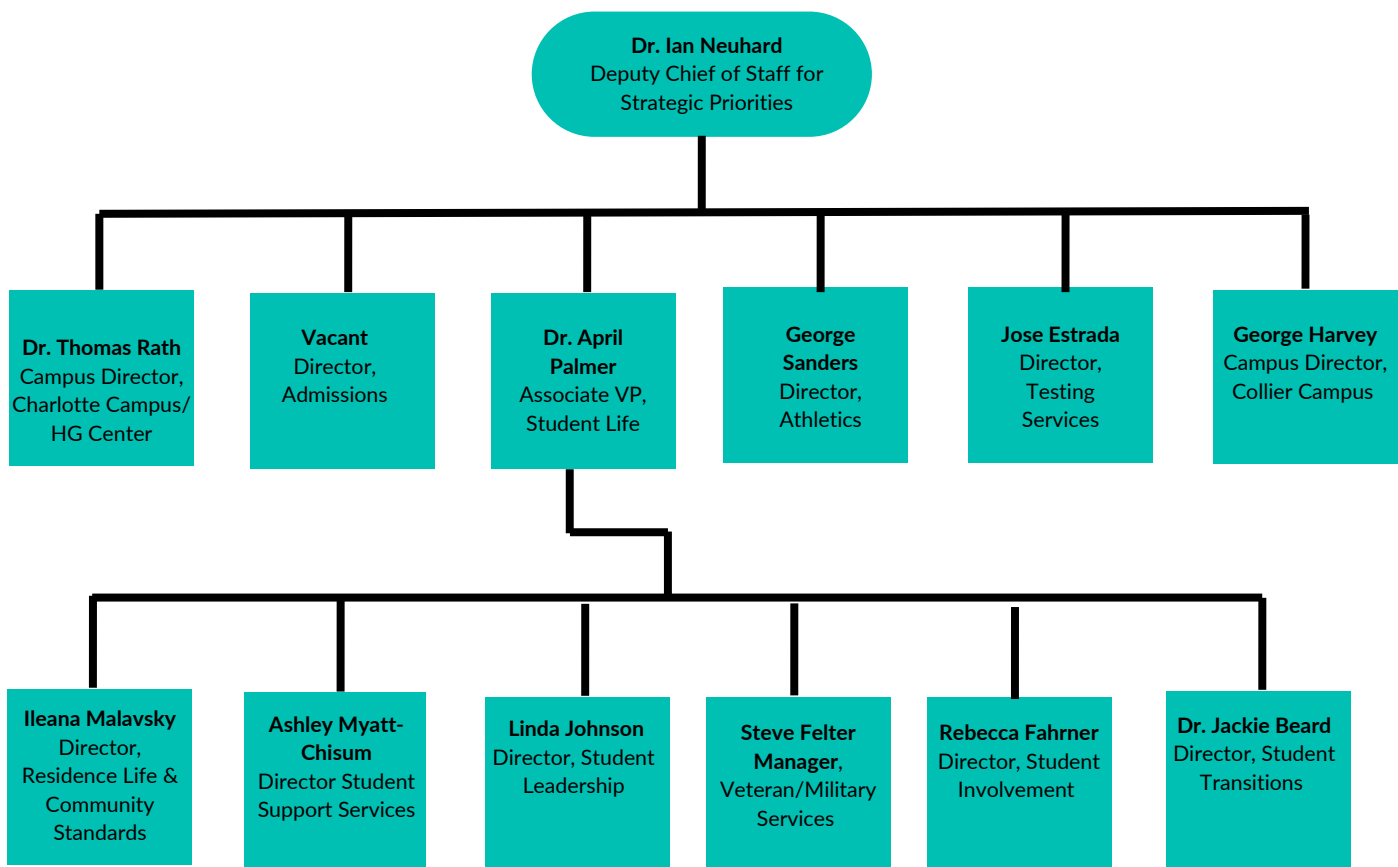 Dr. Ian Neuhard
Deputy Chief of Staff for
Strategic Priorities
Dr. Thomas Rath
Campus Director,
Charlotte Campus/
HG Center
Vacant
Director,
Admissions
Dr. April
Palmer
Associate VP,
Student Life
George
Sanders
Director,
Athletics
Jose Estrada
Director,
Testing
Services
George Harvey
Campus Director,
Collier Campus
Ileana Malavsky
Director,
Residence Life &
Community
Standards
Ashley Myatt-
Chisum
Director Student
Support Services
Linda Johnson
Director, Student
Leadership
Steve Felter
Manager,
Veteran/Military
Services
Rebecca Fahrner
Director, Student
Involvement
Dr. Jackie Beard
Director, Student
Transitions